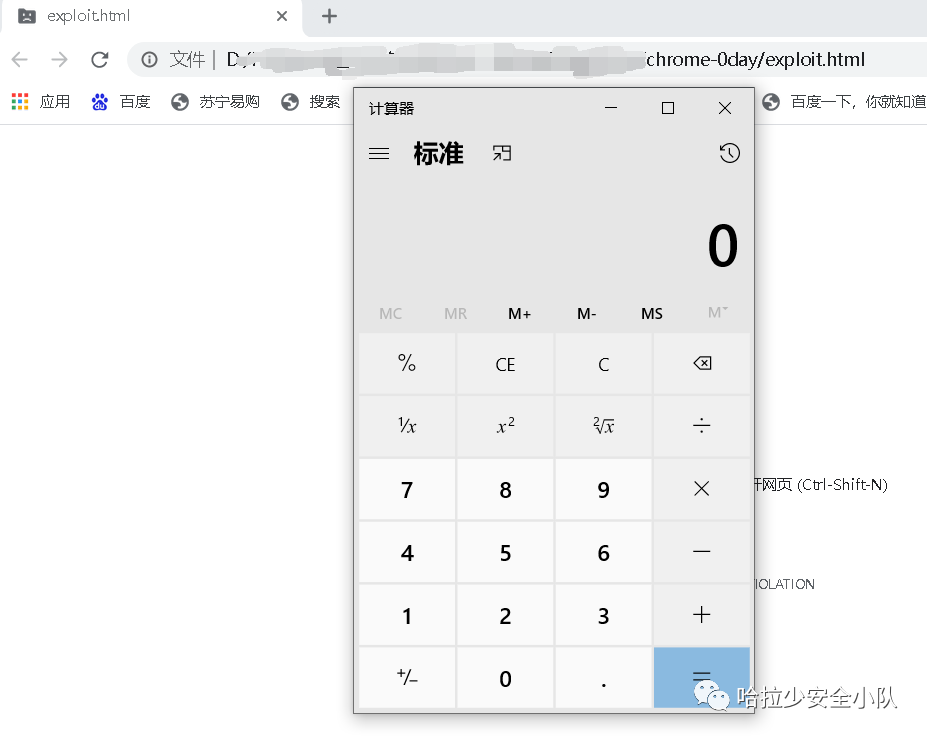 exploit.html
文件 | D:/ chrome-0day/exploit.html
应用 百度 苏宁易购 搜索 百度一下，你就知道
计算器
标准
0
MC MR M+ M- MS M˅
% CE C
¹/x x² ²√x ÷
7 8 9 ×
开网页 (Ctrl-Shift-N)
4 5 6 −
IOLATION
1 2 3 +
+/− 0 . =
哈拉少安全小队